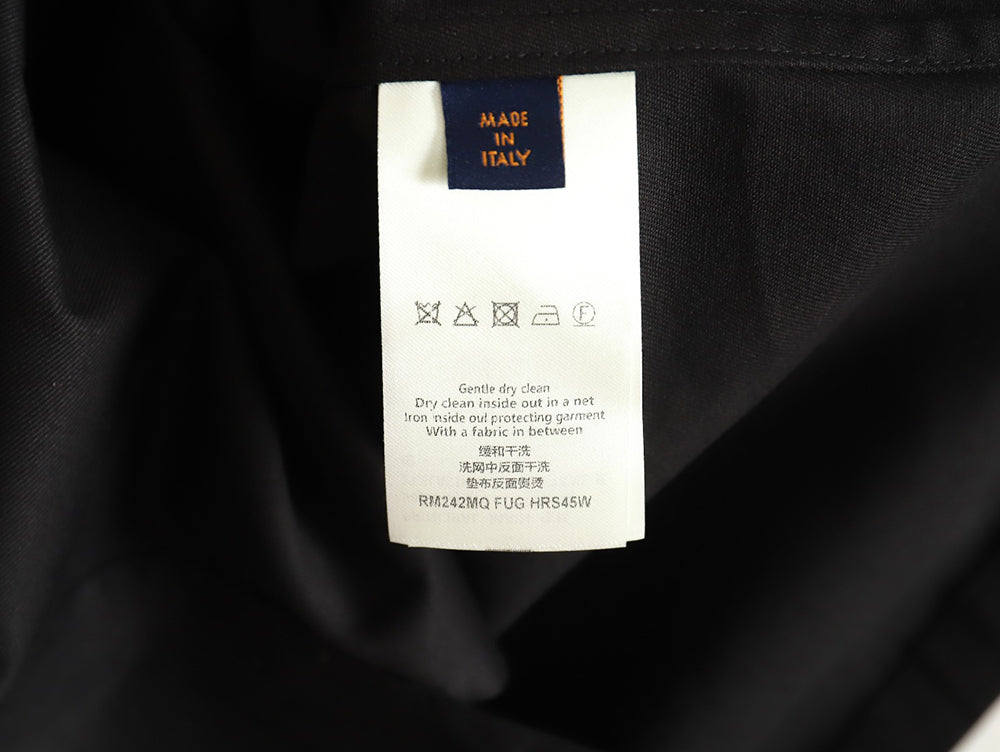 MADE
IN
ITALY
F
Gentle dry clean
Dry clean inside out in a net
Iron inside out protecting garment
With a fabric in between
缓和干洗
洗网中反面干洗
垫布反面熨烫
RM242MQ FUG HRS45W